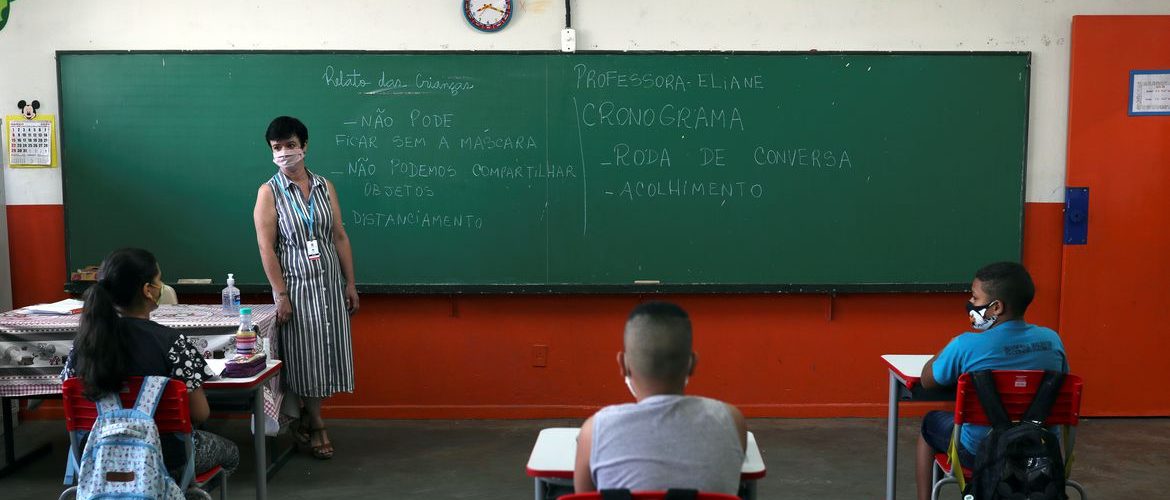 Relato das Crianças
- NÃO PODE
FICAR SEM A MÁSCARA
- NÃO PODEMOS COMPARTILHAR
OBJETOS
- DISTANCIAMENTO
PROFESSORA - ELIANE
CRONOGRAMA
- RODA DE CONVERSA
- ACOLHIMENTO